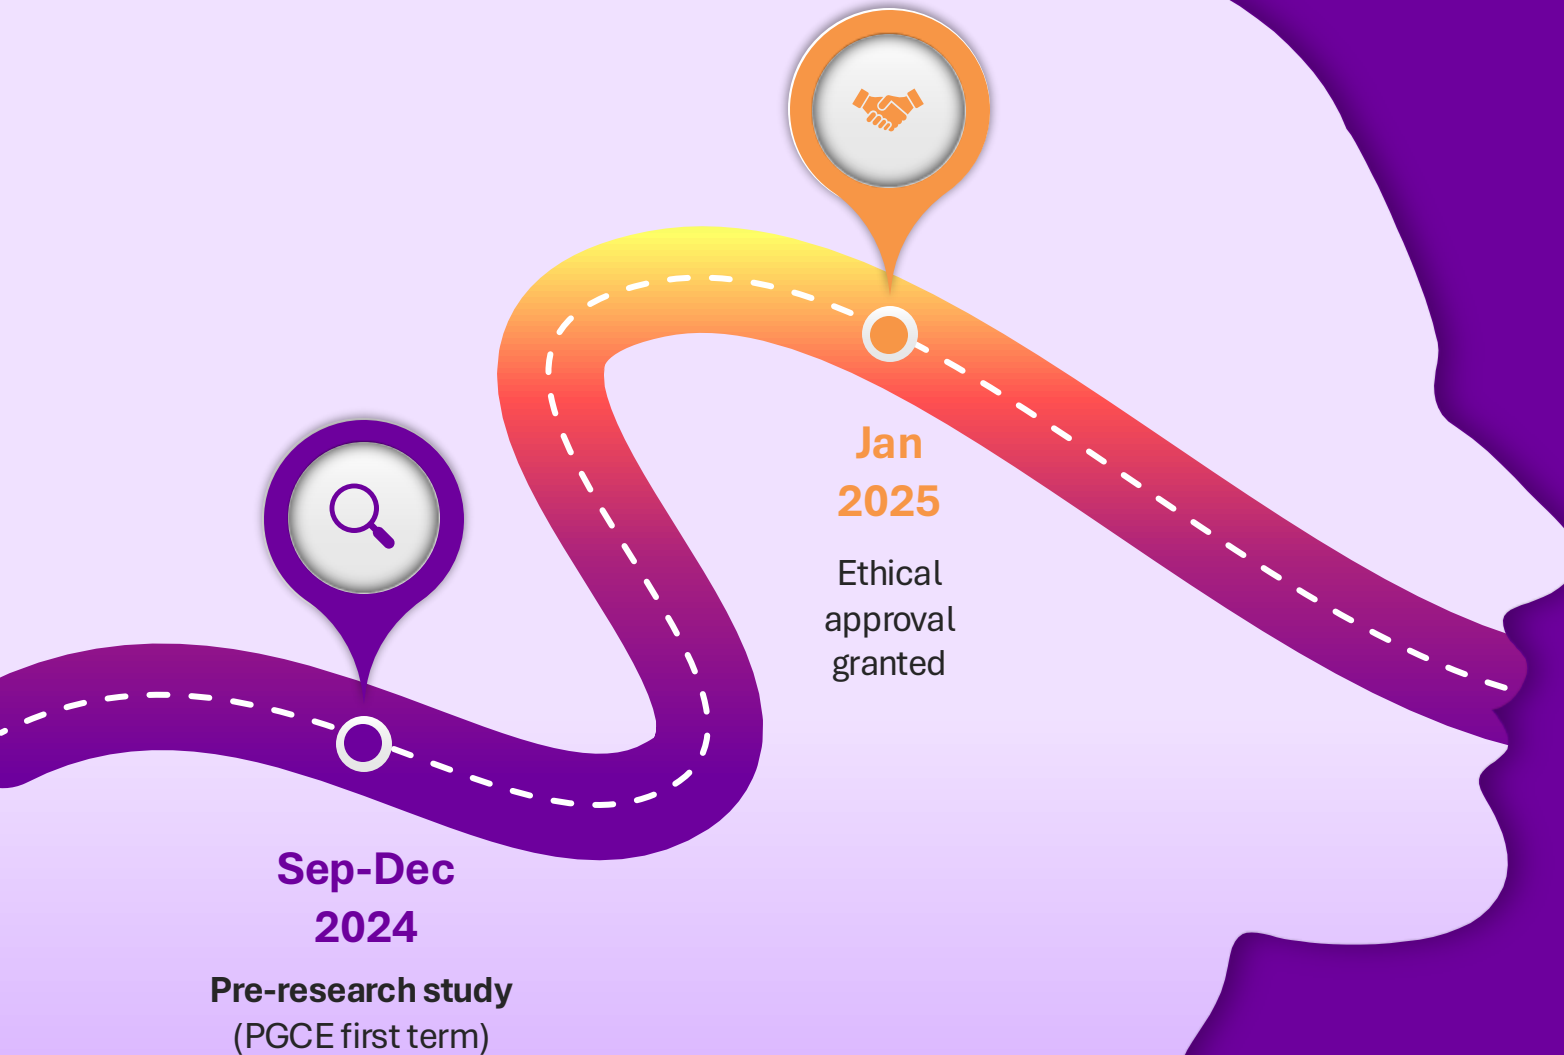 Jan
2025
Ethical
approval
granted
Sep-Dec
2024
Pre-research study
(PGCE first term)